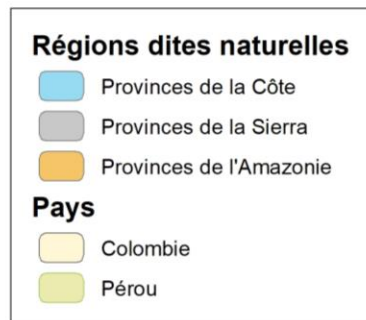 Régions dites naturelles
Provinces de la Côte
Provinces de la Sierra
Provinces de l'Amazonie
Pays
Colombie
Pérou